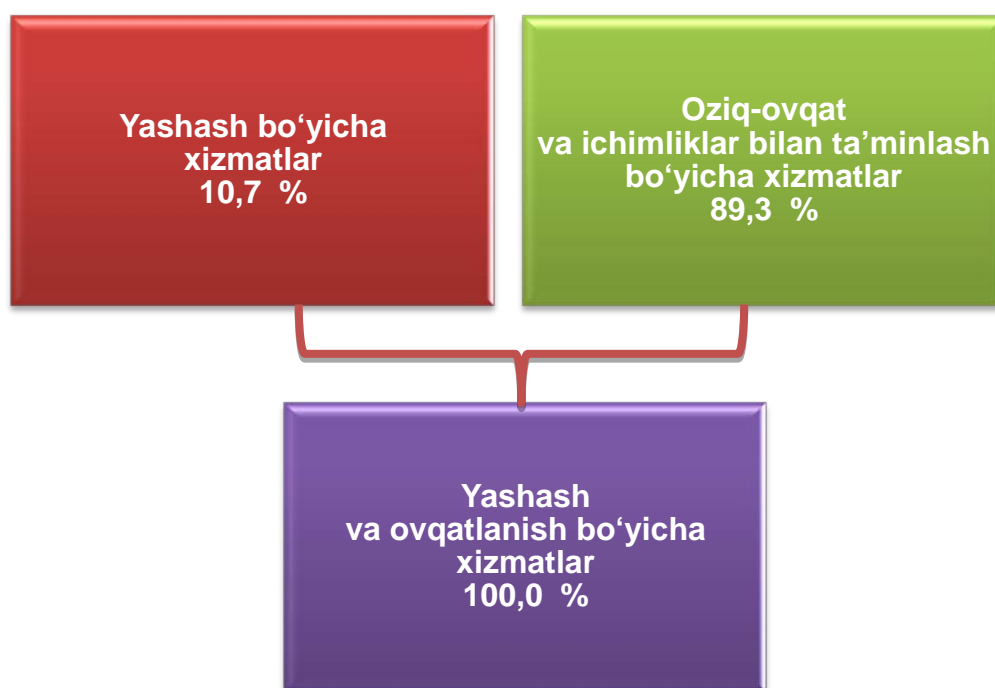 Yashash bo‘yicha
xizmatlar
10,7 %
Oziq-ovqat
va ichimliklar bilan ta’minlash
bo‘yicha xizmatlar
89,3 %
Yashash
va ovqatlanish bo‘yicha
xizmatlar
100,0 %